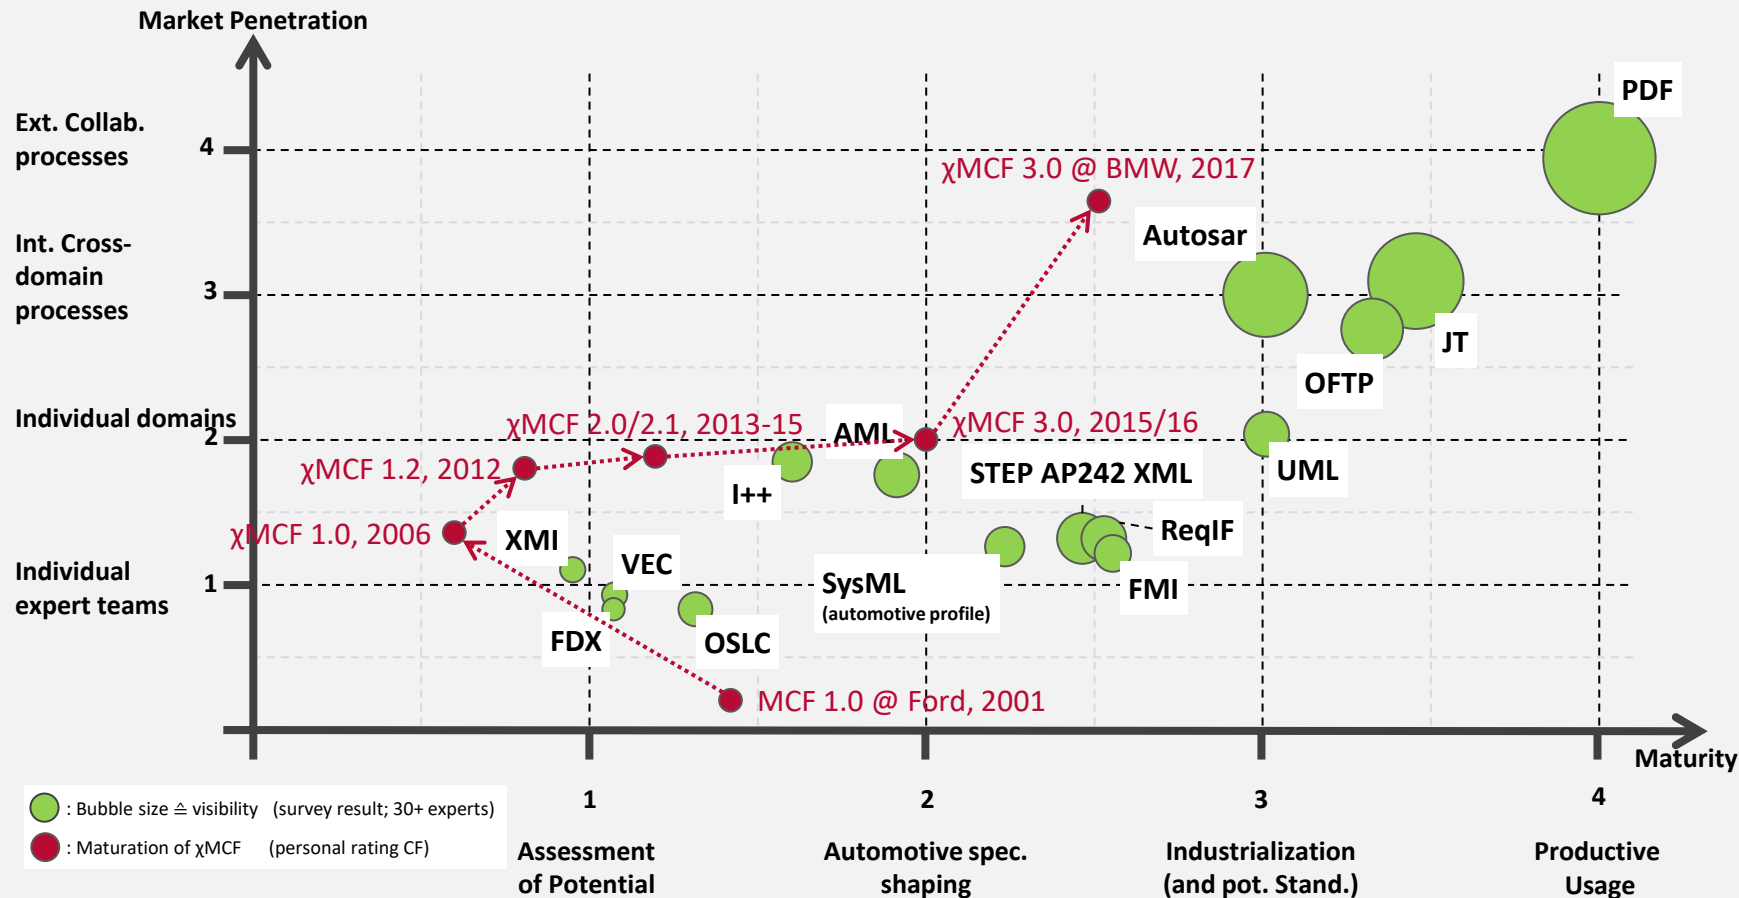 Market Penetration
Ext. Collab.
processes
4
Int. Cross-
domain
processes
3
Individual domains
2
Individual
expert teams
1
PDF
χMCF 3.0 @ BMW, 2017
Autosar
JT
OFTP
χMCF 2.0/2.1, 2013-15
AML
χMCF 3.0, 2015/16
χMCF 1.2, 2012
I++
STEP AP242 XML
UML
χMCF 1.0, 2006
XMI
VEC
ReqIF
SysML
(automotive profile)
FMI
FDX
OSLC
MCF 1.0 @ Ford, 2001
Maturity
1
2
3
4
: Bubble size ≙ visibility (survey result; 30+ experts)
: Maturation of χMCF (personal rating CF)
Assessment
of Potential
Automotive spec.
shaping
Industrialization
(and pot. Stand.)
Productive
Usage